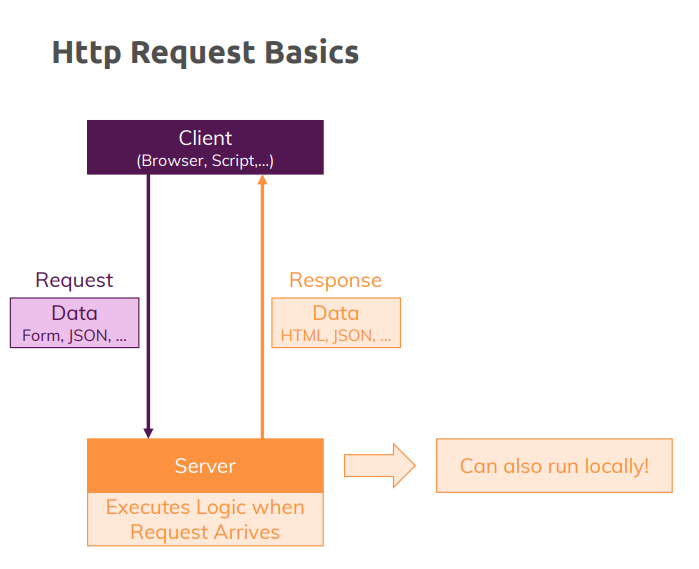 Http Request Basics
Client
(Browser, Script,...)
Request
Data
Form, JSON, ...
Response
Data
HTML, JSON, ...
Server
Executes Logic when
Request Arrives
Can also run locally!